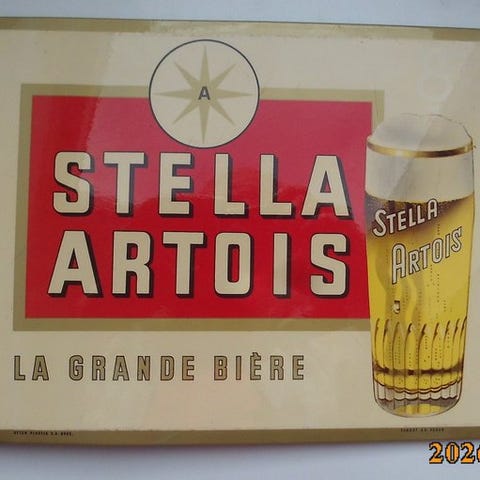 A
STELLA
ARTOIS
STELLA
ARTOIS
LA GRANDE BIÈRE